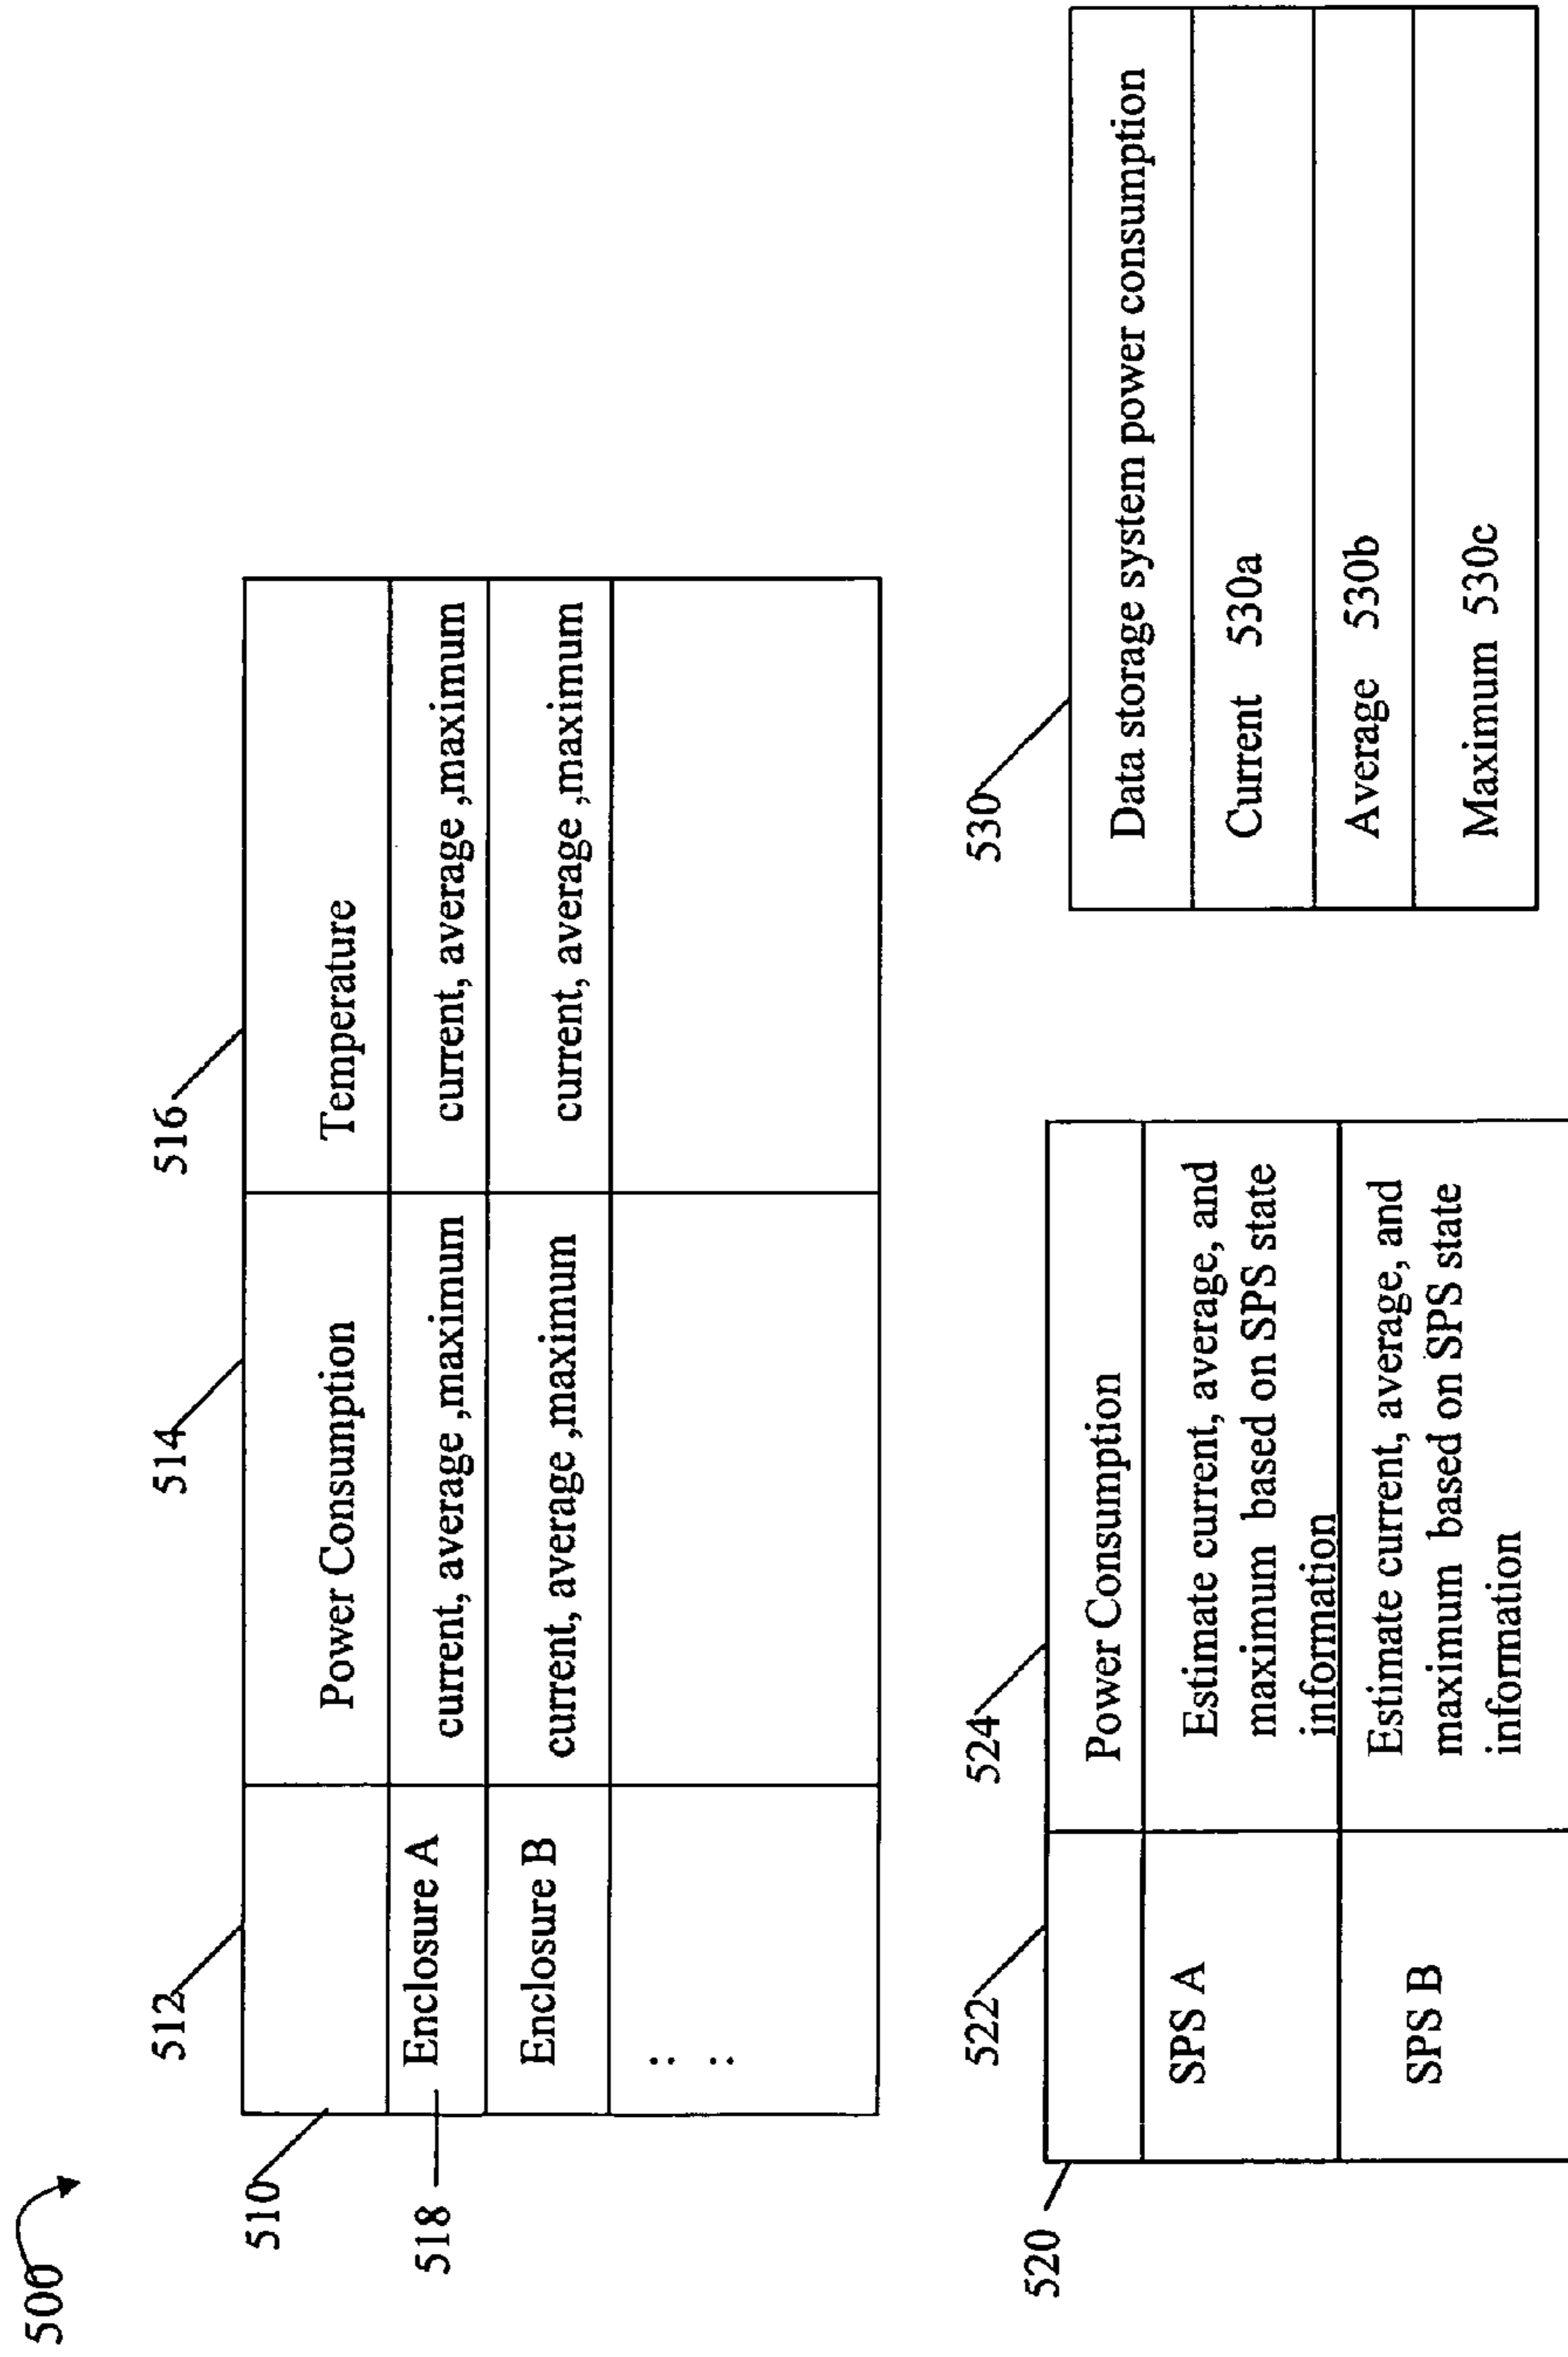 500
512
514
516
510
Power Consumption
Temperature
518
Enclosure A
current, average ,maximum
current, average ,maximum
Enclosure B
current, average ,maximum
current, average ,maximum
: :
520
522
524
Power Consumption
SPS A
Estimate current, average, and
maximum based on SPS state
information
SPS B
Estimate current, average, and
maximum based on SPS state
information
530
Data storage system power consumption
Current 530a
Average 530b
Maximum 530c